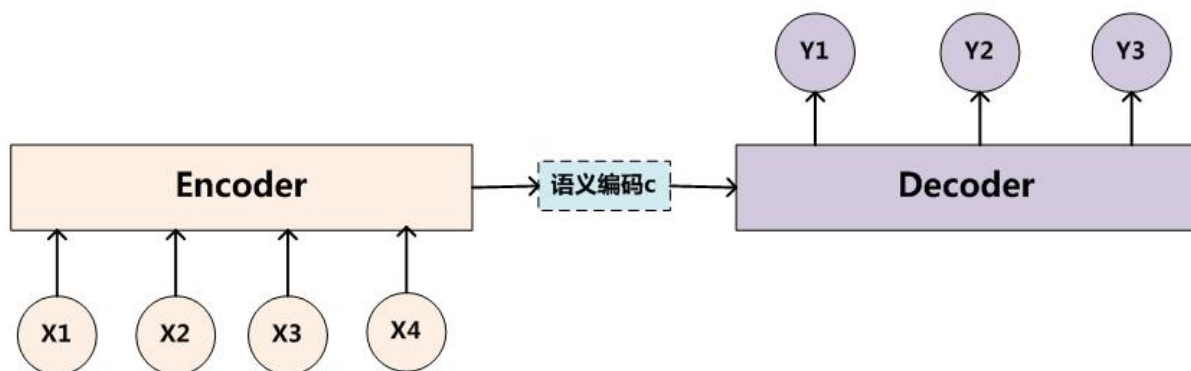 Y1
Y2
Y3
Encoder
语义编码c
Decoder
X1
X2
X3
X4